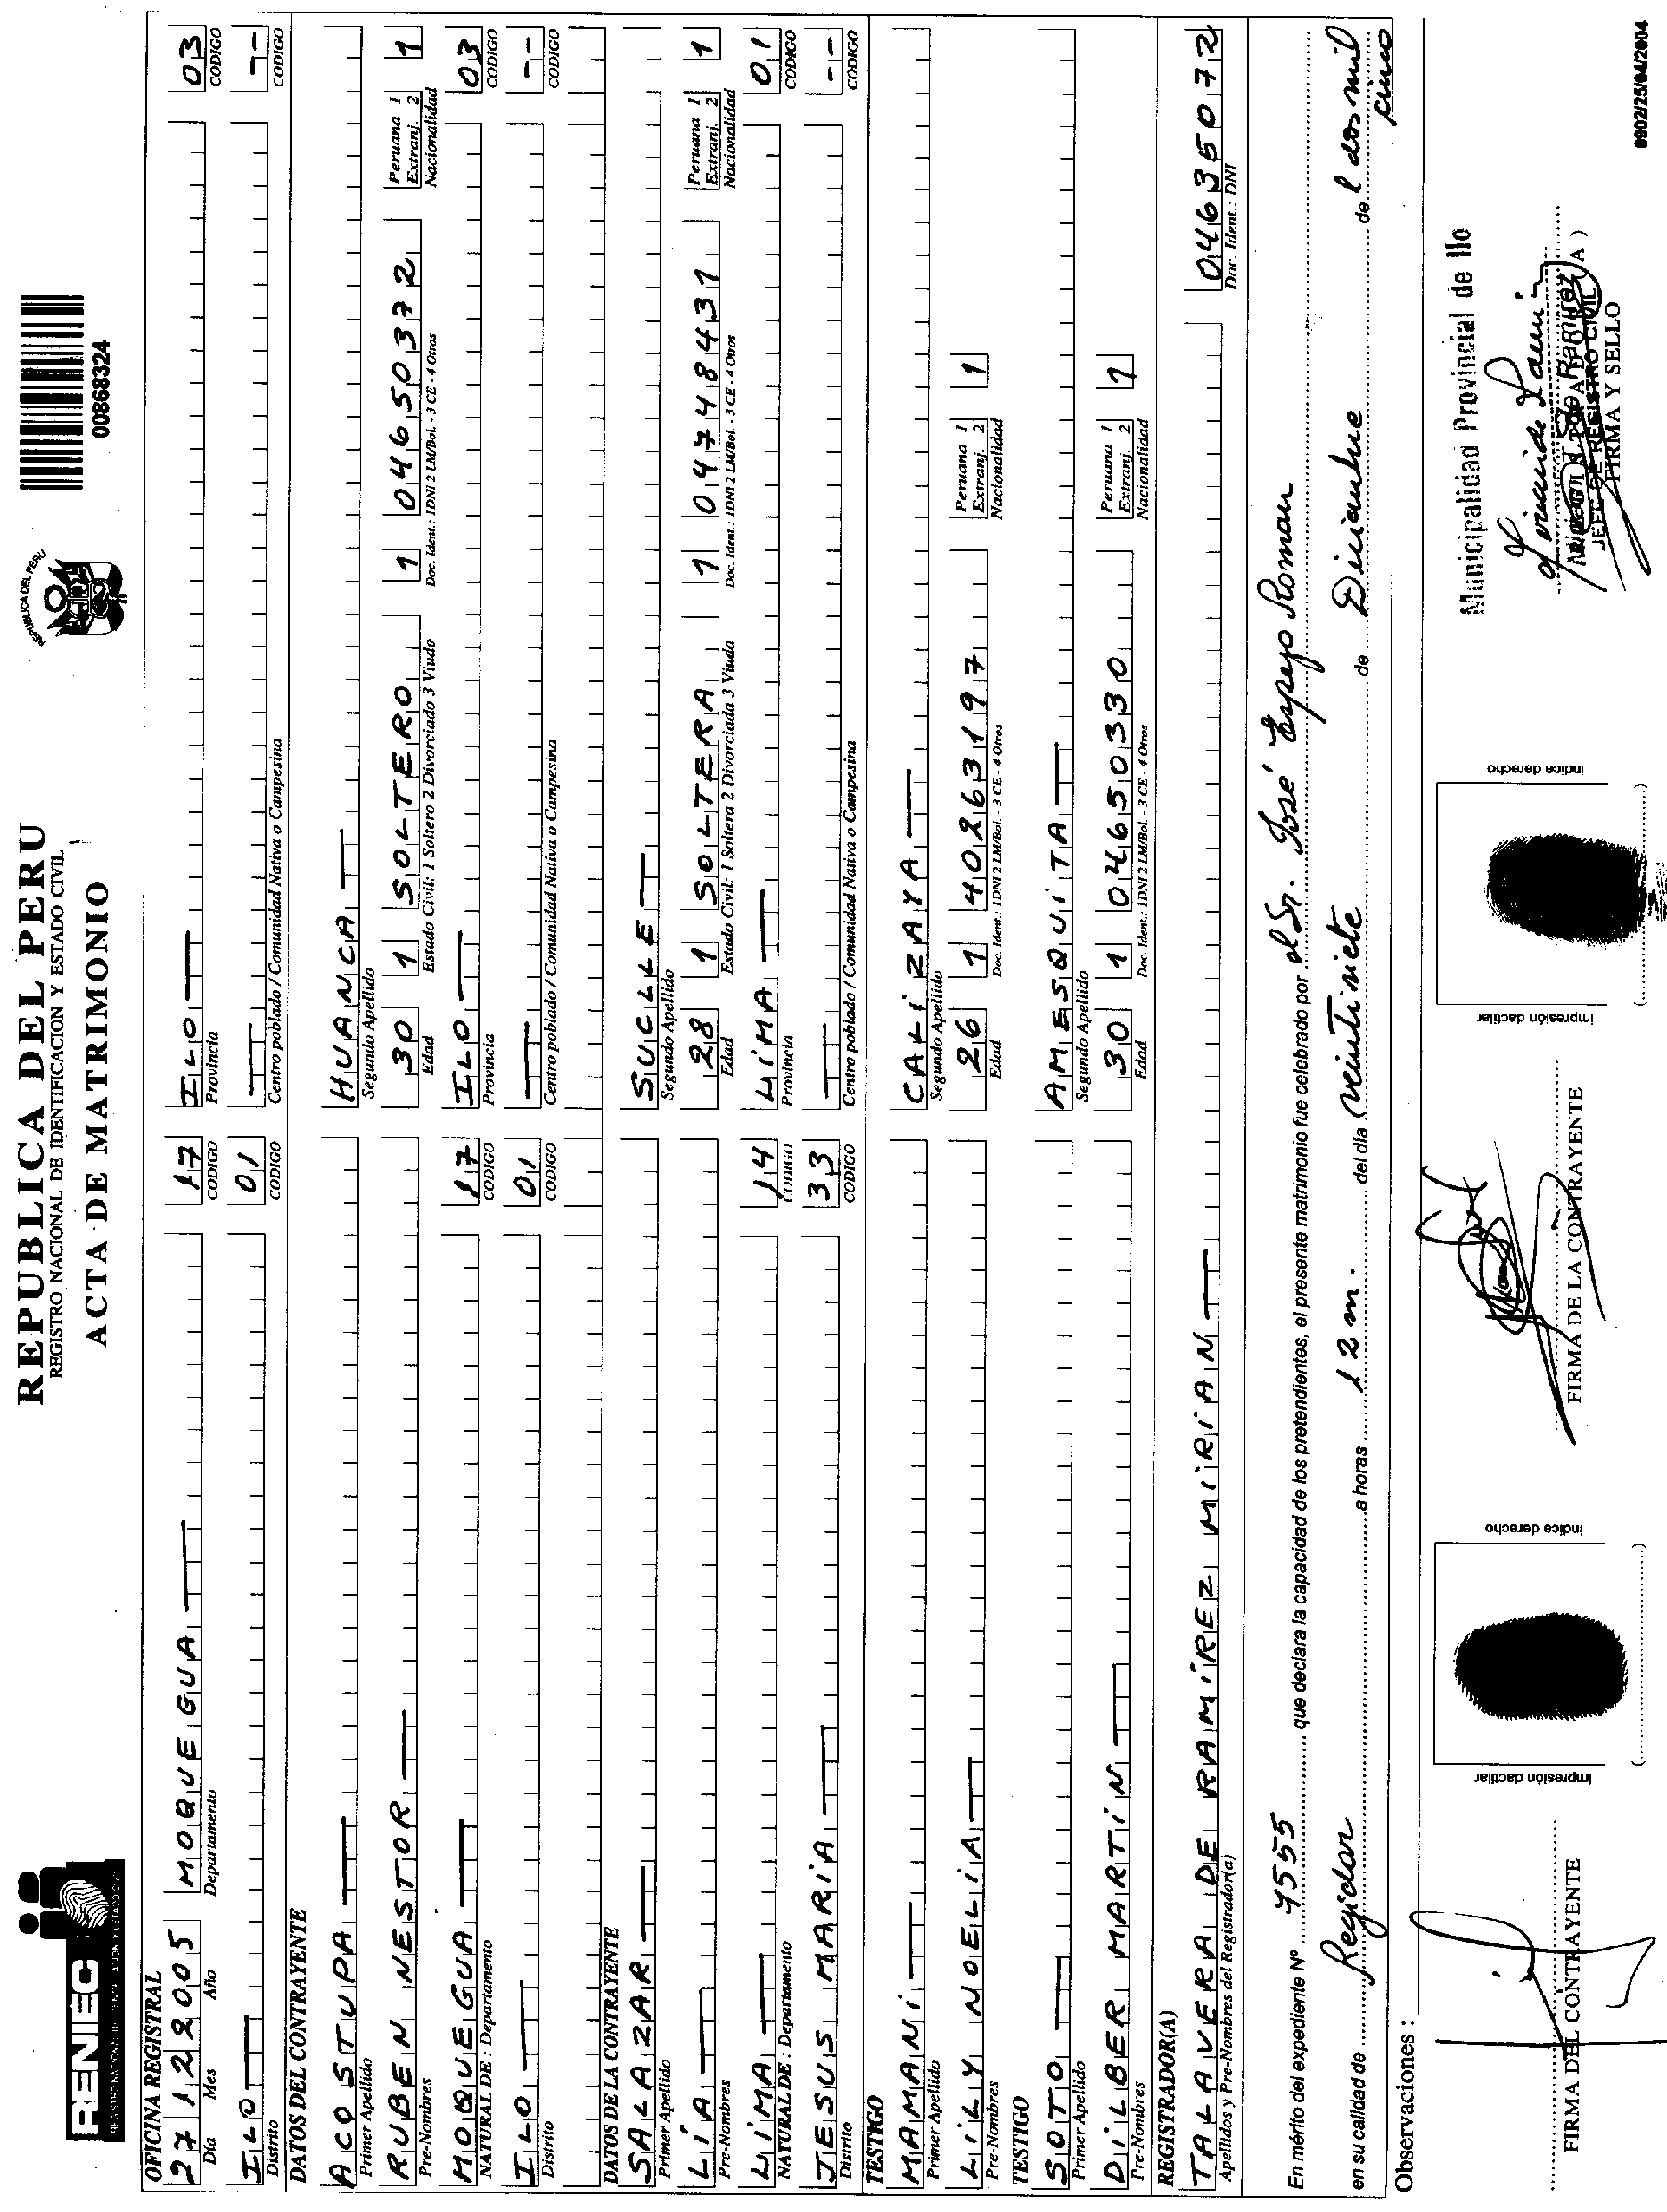 RENIEC
REPUBLICA DEL PERU
REGISTRO NACIONAL DE IDENTIFICACION Y ESTADO CIVIL
ACTA DE MATRIMONIO
REPUBLICA DEL PERU
00868324
OFICINA REGISTRAL
27 12 2005 MOQUEGUA 17 ILO 03
Día Mes Año Departamento CODIGO Provincia CODIGO
ILO 01 --
Distrito CODIGO Centro poblado / Comunidad Nativa o Campesina CODIGO
DATOS DEL CONTRAYENTE
ACOSTUPA HUANCA
Primer Apellido Segundo Apellido
RUBEN NESTOR 30 1 SOLTERO 1 04650372 Peruana 1 Extranj. 2 1
Pre-Nombres Edad Estado Civil: 1 Soltero 2 Divorciado 3 Viudo Doc. Ident.: 1DNI 2 LM/Bol. - 3 CE - 4 Otros Nacionalidad
MOQUEGUA 17 ILO 03
NATURAL DE : Departamento CODIGO Provincia CODIGO
ILO 01 --
Distrito CODIGO Centro poblado / Comunidad Nativa o Campesina CODIGO
DATOS DE LA CONTRAYENTE
SALAZAR SUCLLE
Primer Apellido Segundo Apellido
LiA 28 1 SOLTERA 1 09748431 Peruana 1 Extranj. 2 1
Pre-Nombres Edad Estado Civil: 1 Soltera 2 Divorciada 3 Viuda Doc. Ident.: 1DNI 2 LM/Bol. - 3 CE - 4 Otros Nacionalidad
LiMA 14 LiMA 01
NATURAL DE : Departamento CODIGO Provincia CODIGO
JESUS MARiA 33 --
Distrito CODIGO Centro poblado / Comunidad Nativa o Campesina CODIGO
TESTIGO
MAMANi CALiZAYA
Primer Apellido Segundo Apellido
LiLY NOELiA 26 1 40263197 Peruana 1 Extranj. 2 1
Pre-Nombres Edad Doc. Ident.: 1DNI 2 LM/Bol. - 3 CE - 4 Otros Nacionalidad
TESTIGO
SOTO AMESQUiTA
Primer Apellido Segundo Apellido
DiLBER MARTiN 30 1 04650330 Peruana 1 Extranj. 2 1
Pre-Nombres Edad Doc. Ident.: 1DNI 2 LM/Bol. - 3 CE - 4 Otros Nacionalidad
REGISTRADOR(A)
TALAVERA DE RAMiREZ MiRiAN 04635072
Apellidos y Pre-Nombres del Registrador(a) Doc. Ident.: DNI
En mérito del expediente Nº 4555 que declara la capacidad de los pretendientes, el presente matrimonio fue celebrado por el Sr. José Espejo Roman
en su calidad de Regidor a horas 12 m. del día veintisiete de Diciembre de l dos mil cinco
Observaciones :
Municipalidad Provincial de Ilo
impresión dactilar índice derecho
impresión dactilar índice derecho
JEFE DE REGISTRO CIVIL
FIRMA DEL CONTRAYENTE FIRMA DE LA CONTRAYENTE FIRMA Y SELLO
0902/25/04/2004